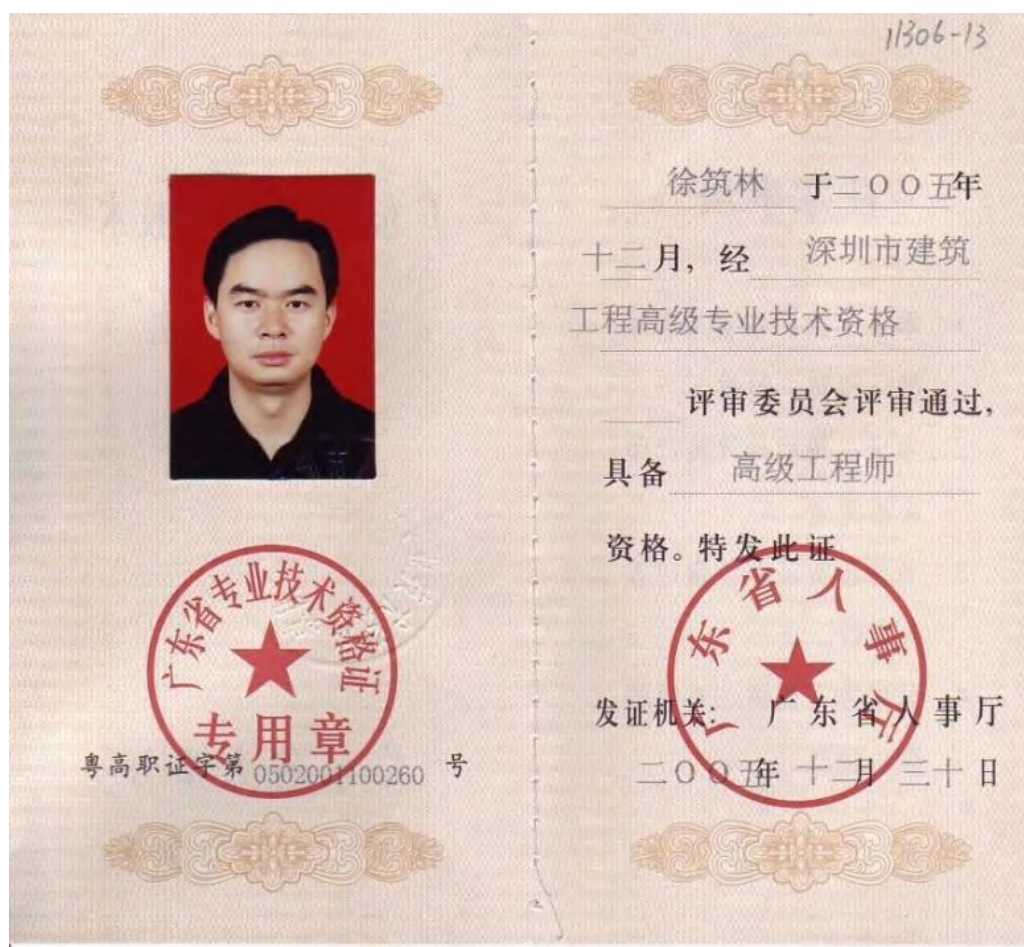 11306-13
徐筑林 于二〇〇五年
十二月，经 深圳市建筑
工程高级专业技术资格
评审委员会评审通过，
具备 高级工程师
资格。特发此证
广东省人事厅
发证机关： 广东省人事厅
二〇〇五年 十二月 三十日
广东省专业技术资格证
专用章
粤高职证字第 0502001100260 号